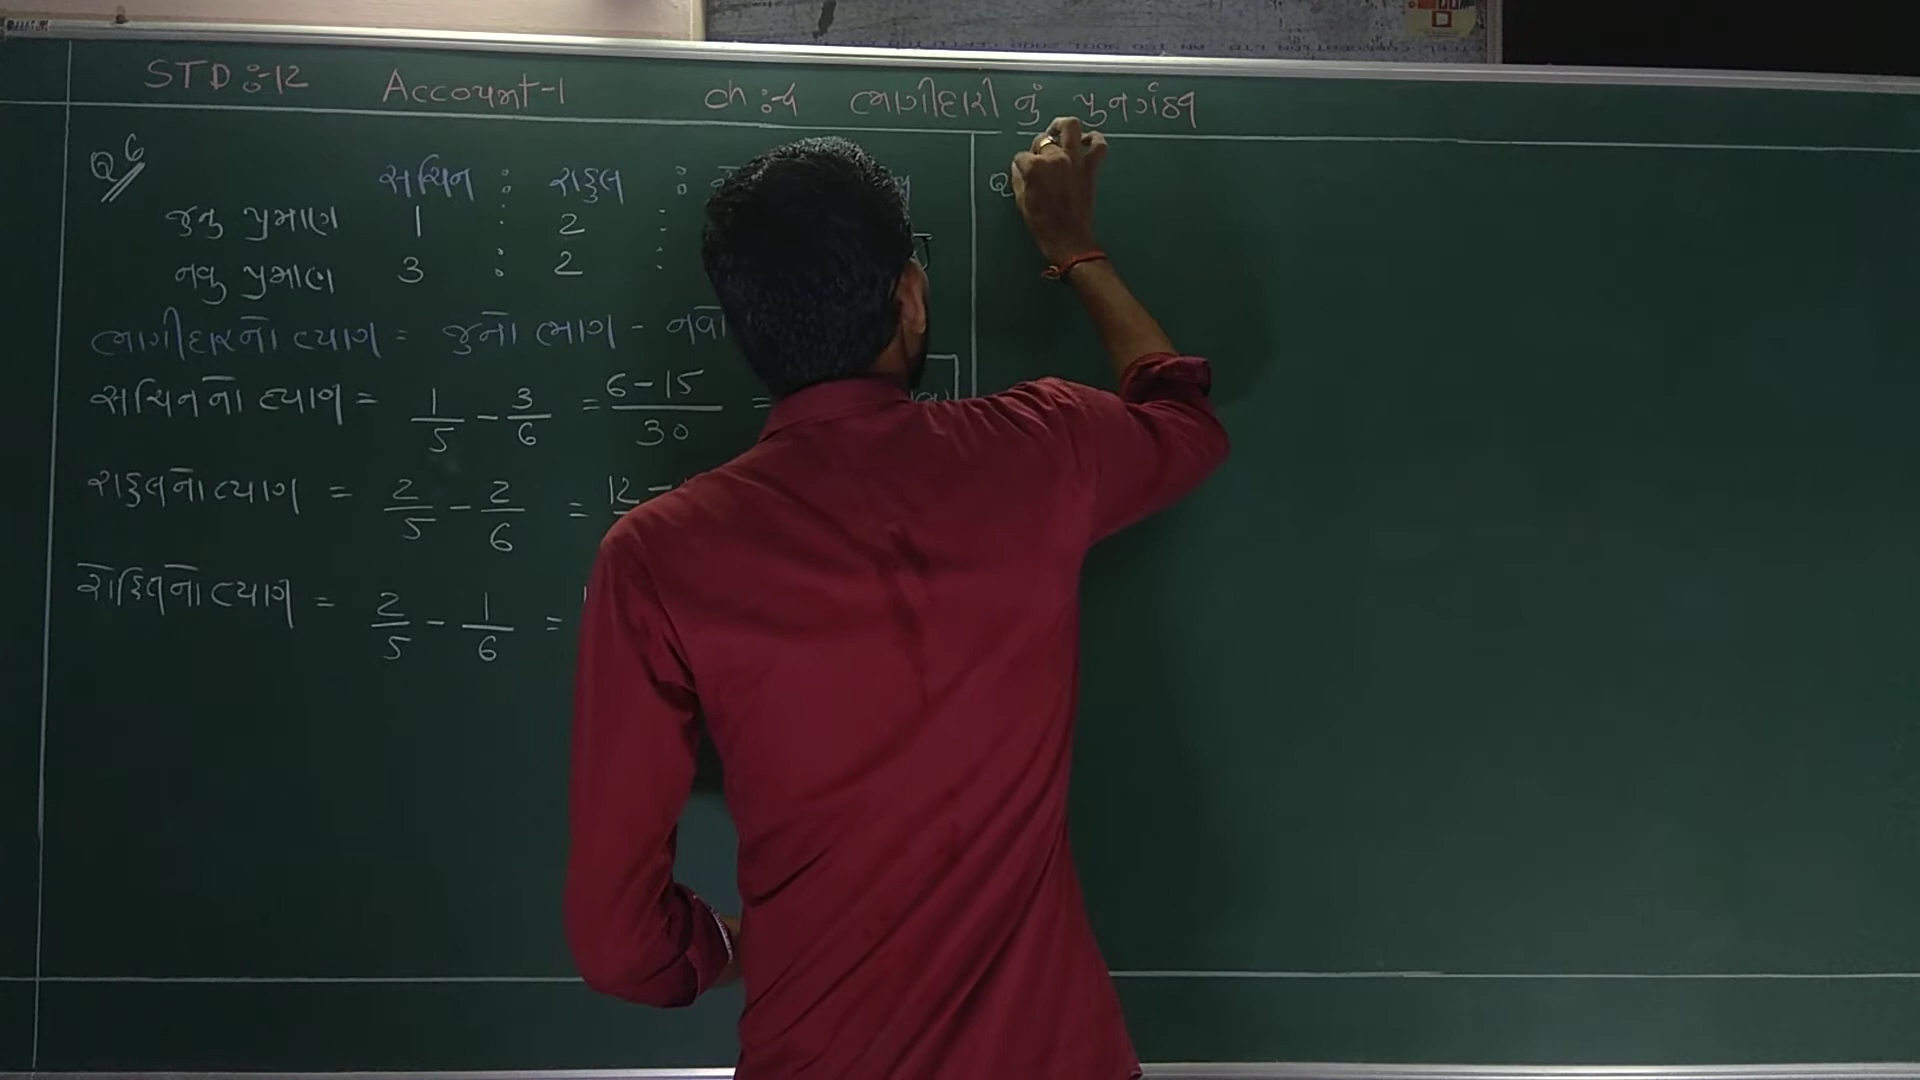 STD :- 12 Account-1 ch :- 4 ભાગીદારી નું પુનર્ગઠન
Q 6
સચિન : રાહુલ :
જુનુ પ્રમાણ 1 : 2 :
નવુ પ્રમાણ 3 : 2 :
ભાગીદારનો ત્યાગ = જુનો ભાગ - નવો
સચિનનો ત્યાગ = 1/5 - 3/6 = 6-15/30 =
રાહુલનો ત્યાગ = 2/5 - 2/6 = 12 -
રોહિતનો ત્યાગ = 2/5 - 1/6 =
Q